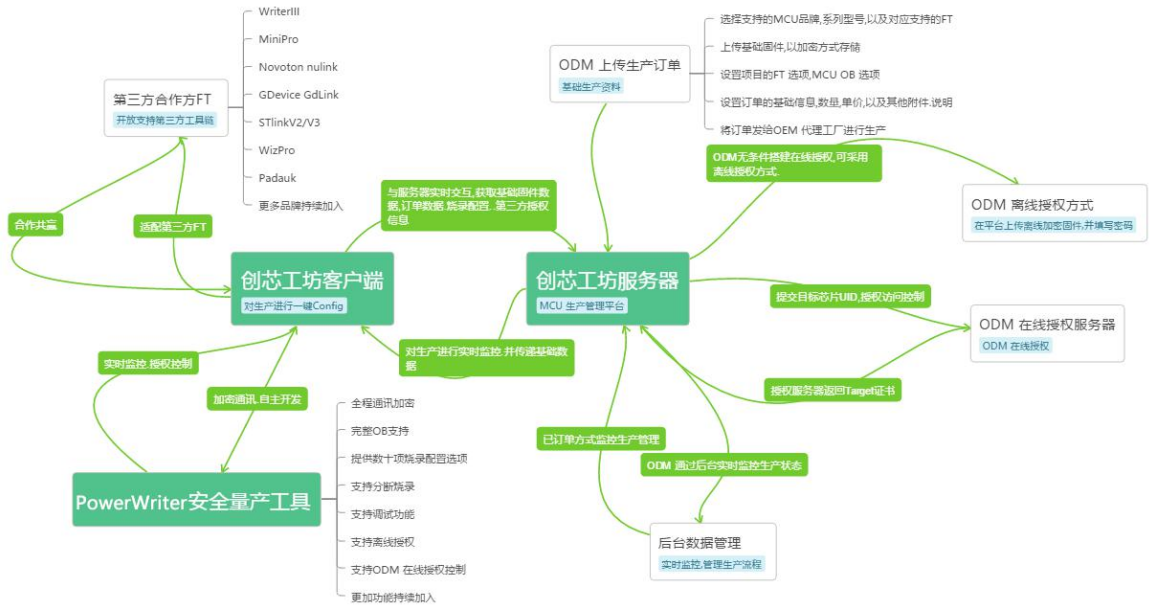 WriterIII
MiniPro
Novoton nulink
GDevice GdLink
STlinkV2/V3
WizPro
Padauk
更多品牌持续加入
第三方合作方FT
开放支持第三方工具链
选择支持的MCU品牌,系列型号,以及对应支持的FT
上传基础固件,以加密方式存储
设置项目的FT 选项,MCU OB 选项
设置订单的基础信息,数量,单价,以及其他附件.说明
将订单发给OEM 代理工厂进行生产
ODM 上传生产订单
基础生产资料
ODM无条件搭建在线授权,可采用
离线授权方式.
ODM 离线授权方式
在平台上传离线加密固件,并填写密码
与服务器实时交互,获取基础固件数
据,订单数据.烧录配置...第三方授权
信息
合作共赢
适配第三方FT
创芯工坊客户端
对生产进行一键Config
创芯工坊服务器
MCU 生产管理平台
提交目标芯片UID,授权访问控制
ODM 在线授权服务器
ODM 在线授权
授权服务器返回Target证书
对生产进行实时监控.并传递基础数
据
实时监控.授权控制
加密通讯.自主开发
已订单方式监控生产管理
ODM 通过后台实时监控生产状态
后台数据管理
实时监控,管理生产流程
PowerWriter安全量产工具
全程通讯加密
完整OB支持
提供数十项烧录配置选项
支持分断烧录
支持调试功能
支持离线授权
支持ODM 在线授权控制
更加功能持续加入